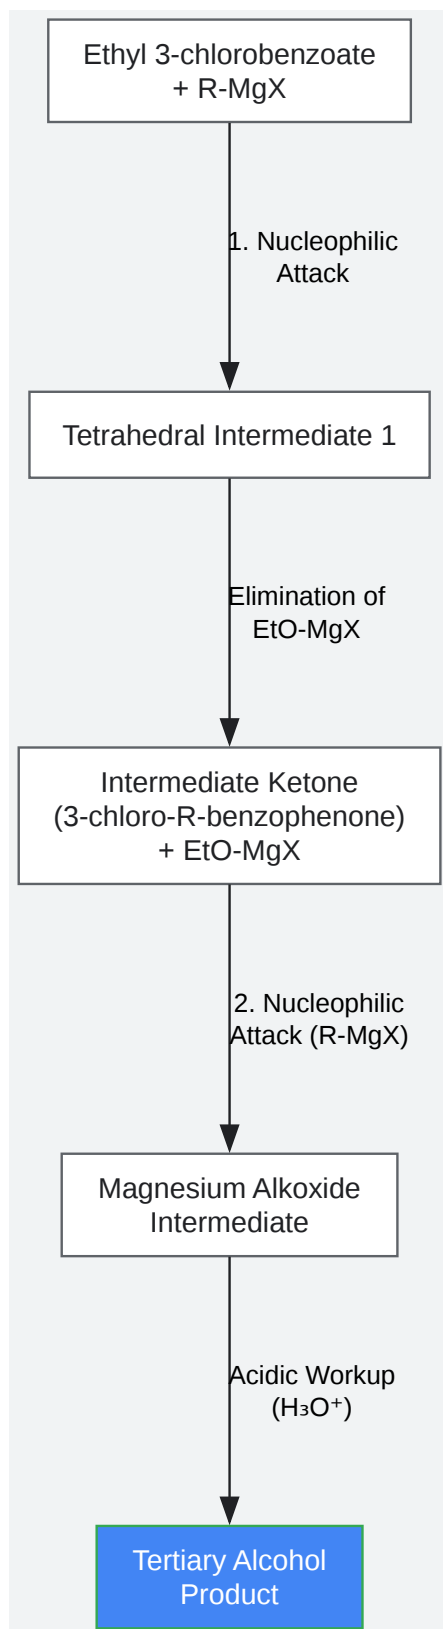 Ethyl 3-chlorobenzoate
+ R-MgX
1. Nucleophilic
Attack
Tetrahedral Intermediate 1
Elimination of
EtO-MgX
Intermediate Ketone
(3-chloro-R-benzophenone)
+ EtO-MgX
2. Nucleophilic
Attack (R-MgX)
Magnesium Alkoxide
Intermediate
Acidic Workup
(H₃O⁺)
Tertiary Alcohol
Product